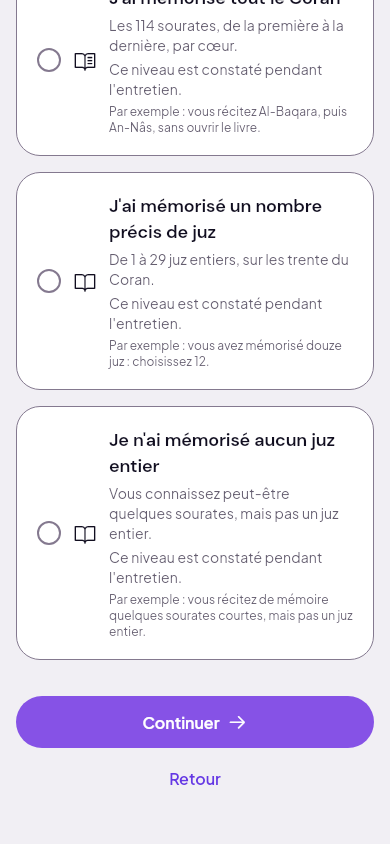 J'ai mémorisé tout le Coran
Les 114 sourates, de la première à la
dernière, par cœur.
Ce niveau est constaté pendant
l'entretien.
Par exemple : vous récitez Al-Baqara, puis
An-Nâs, sans ouvrir le livre.
J'ai mémorisé un nombre
précis de juz
De 1 à 29 juz entiers, sur les trente du
Coran.
Ce niveau est constaté pendant
l'entretien.
Par exemple : vous avez mémorisé douze
juz : choisissez 12.
Je n'ai mémorisé aucun juz
entier
Vous connaissez peut-être
quelques sourates, mais pas un juz
entier.
Ce niveau est constaté pendant
l'entretien.
Par exemple : vous récitez de mémoire
quelques sourates courtes, mais pas un juz
entier.
Continuer
Retour